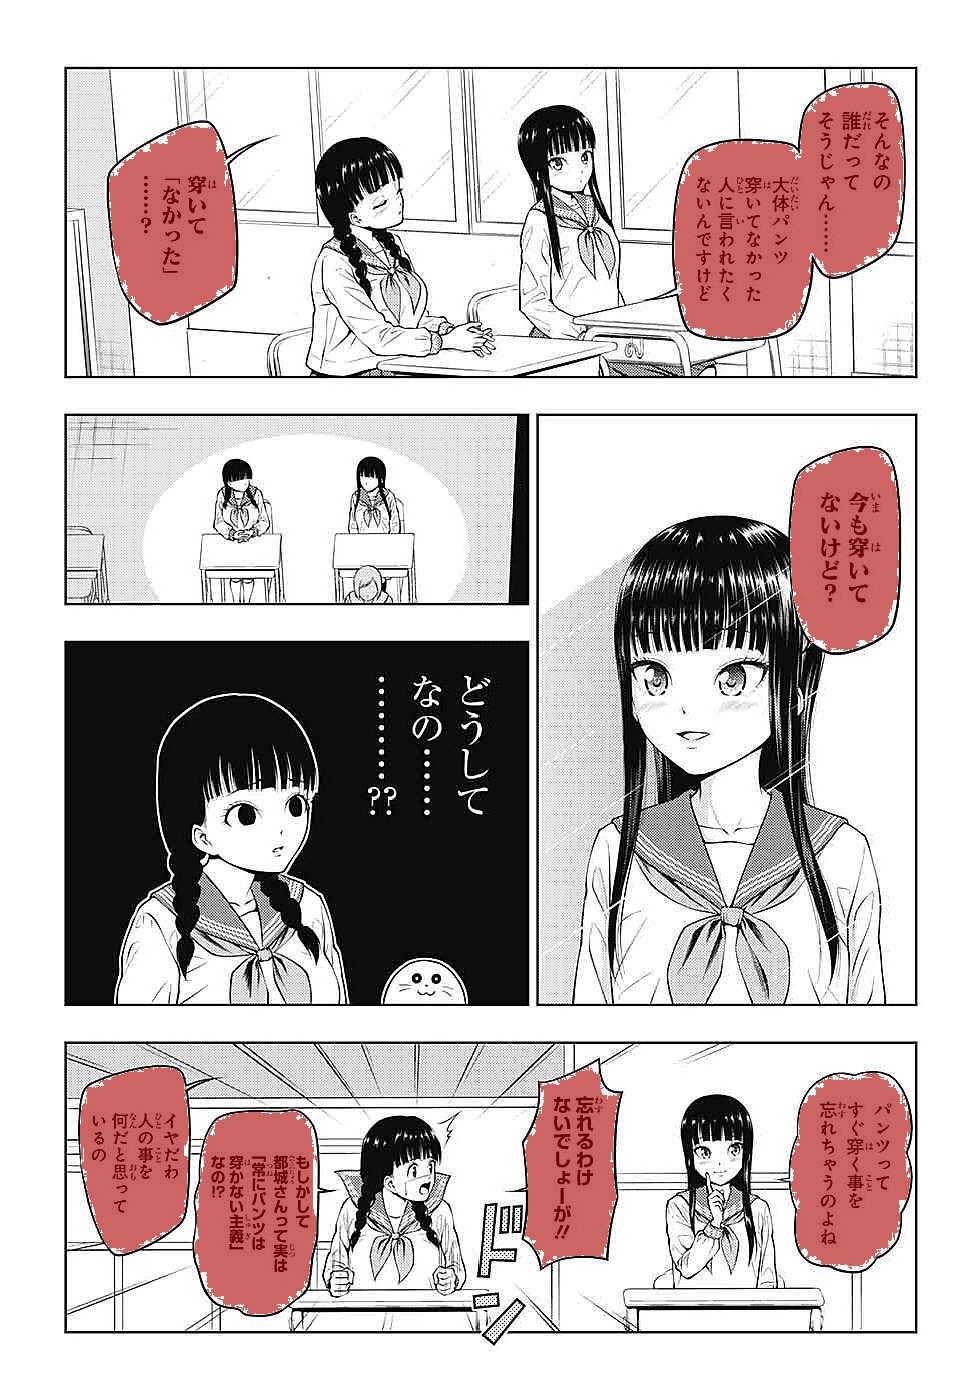 そんなの
誰だって
そうじゃん……
大体パンツ
穿いてなかった
人に言われたく
ないんですけど
穿いて
「なかった」
……？
今も穿いて
ないけど？
どうして
なの………
…………??
パンツって
すぐ穿く事を
忘れちゃうのよね
忘れるわけ
ないでしょーが!!
ドン
もしかして
都城さんって実は
「常にパンツは
穿かない主義」
なの!?
イヤだわ
人の事を
何だと思って
いるの